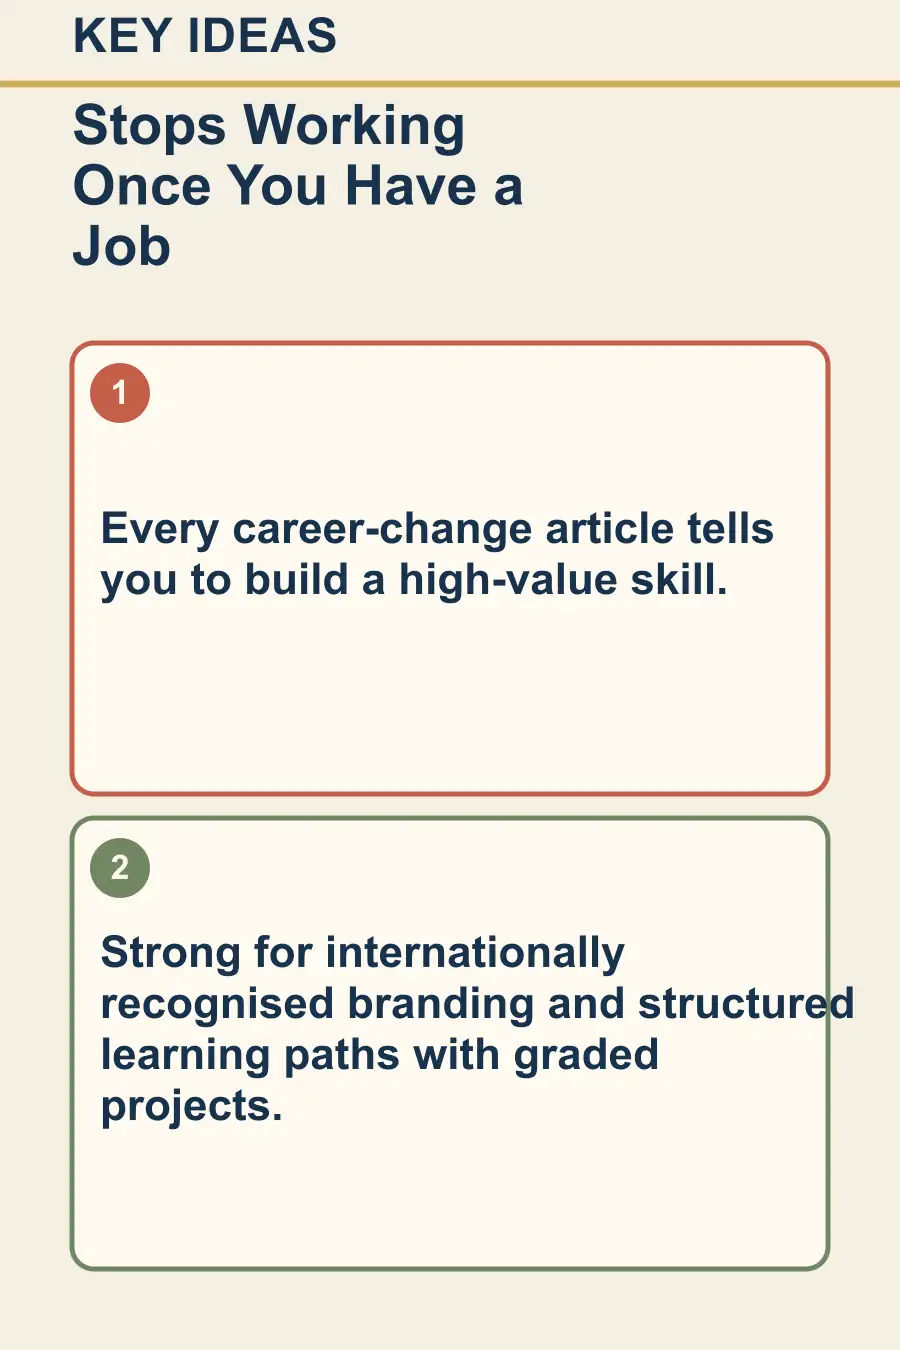 KEY IDEAS
Stops Working
Once You Have a
Job
1
Every career-change article tells
you to build a high-value skill.
2
Strong for internationally
recognised branding and structured
learning paths with graded
projects.